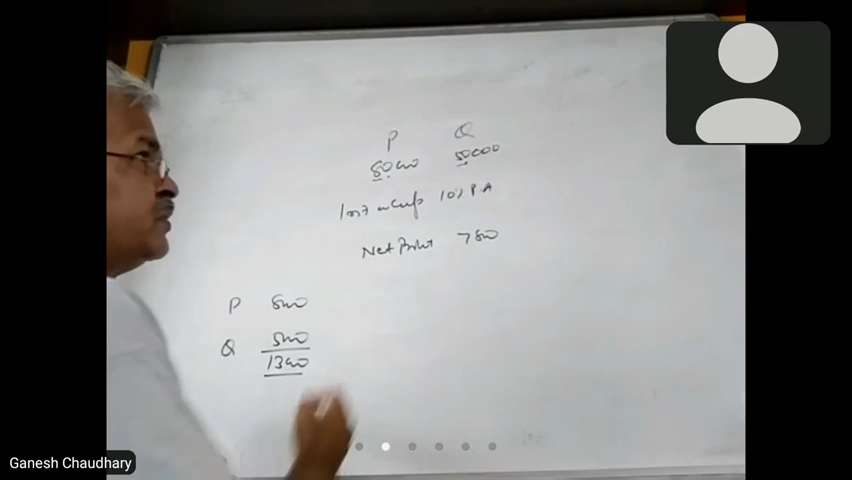 P Q
80000 50000
Int on Cap 10% P.A
Net Profit 7800
P 8000
Q 5000
13000
Ganesh Chaudhary